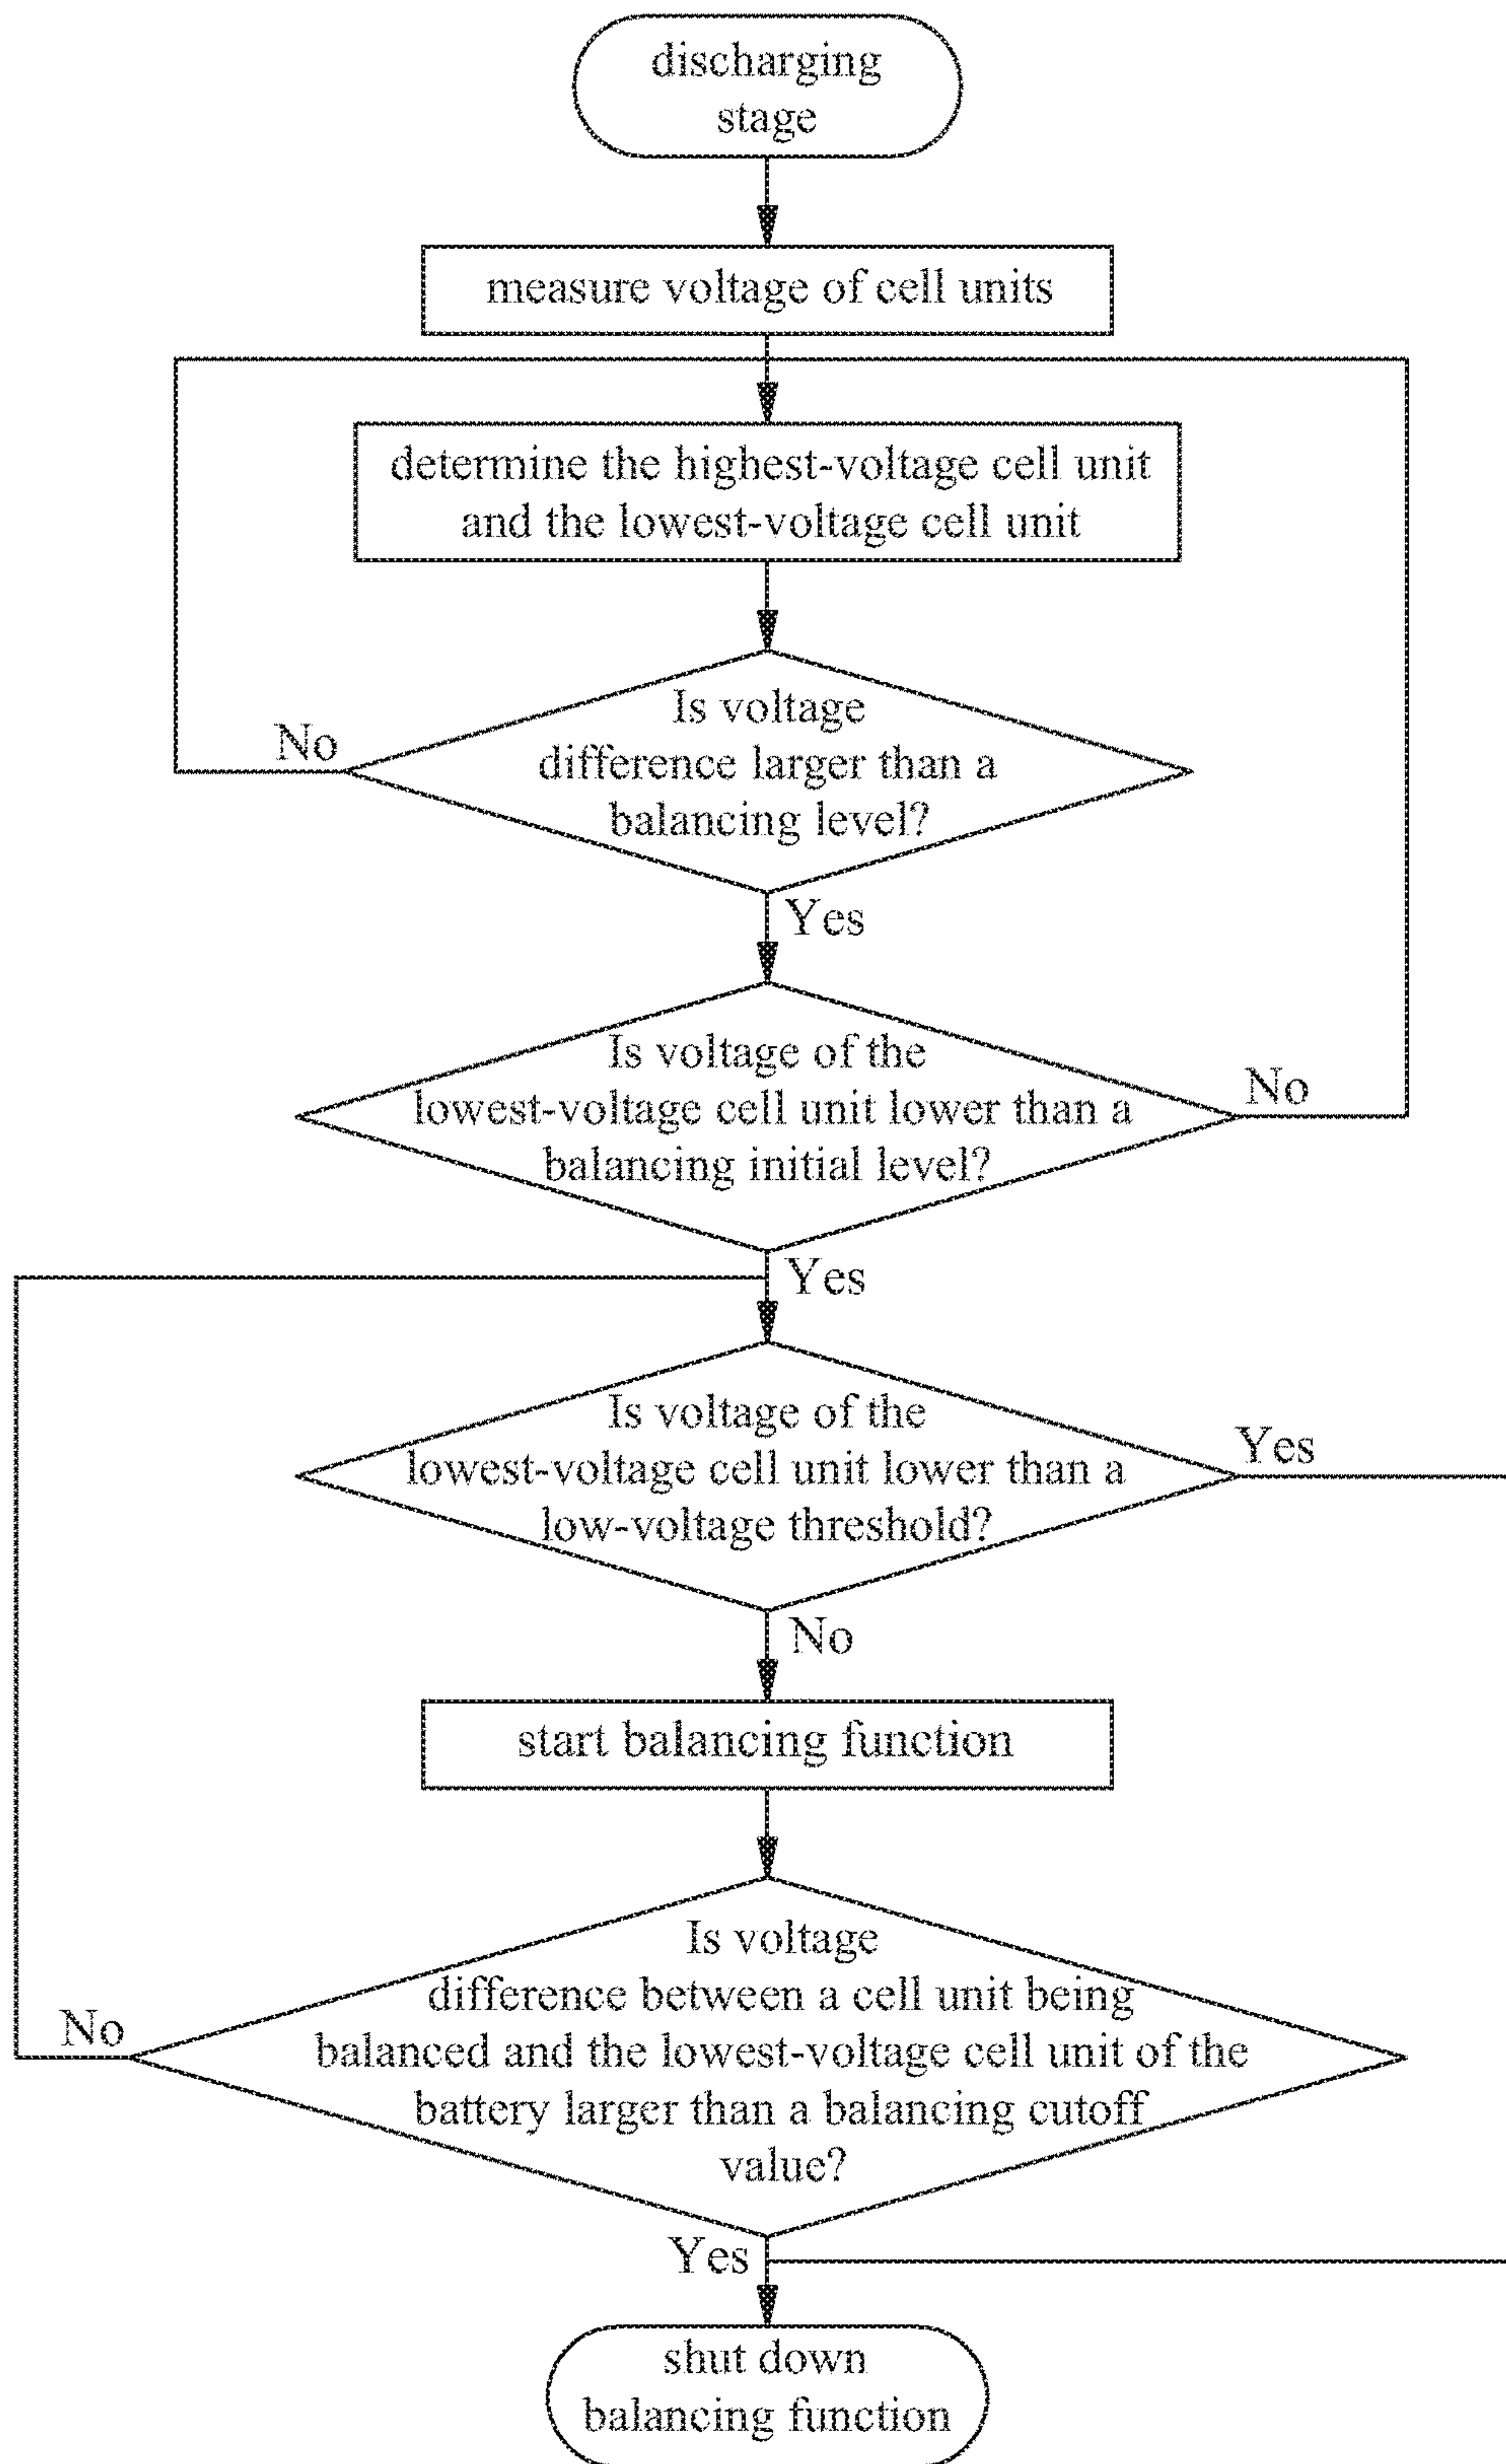 discharging
stage
measure voltage of cell units
determine the highest-voltage cell unit
and the lowest-voltage cell unit
Is voltage
difference larger than a
balancing level?
No
Yes
Is voltage of the
lowest-voltage cell unit lower than a
balancing initial level?
No
Yes
Is voltage of the
lowest-voltage cell unit lower than a
low-voltage threshold?
Yes
No
start balancing function
Is voltage
difference between a cell unit being
balanced and the lowest-voltage cell unit of the
battery larger than a balancing cutoff
value?
No
Yes
shut down
balancing function